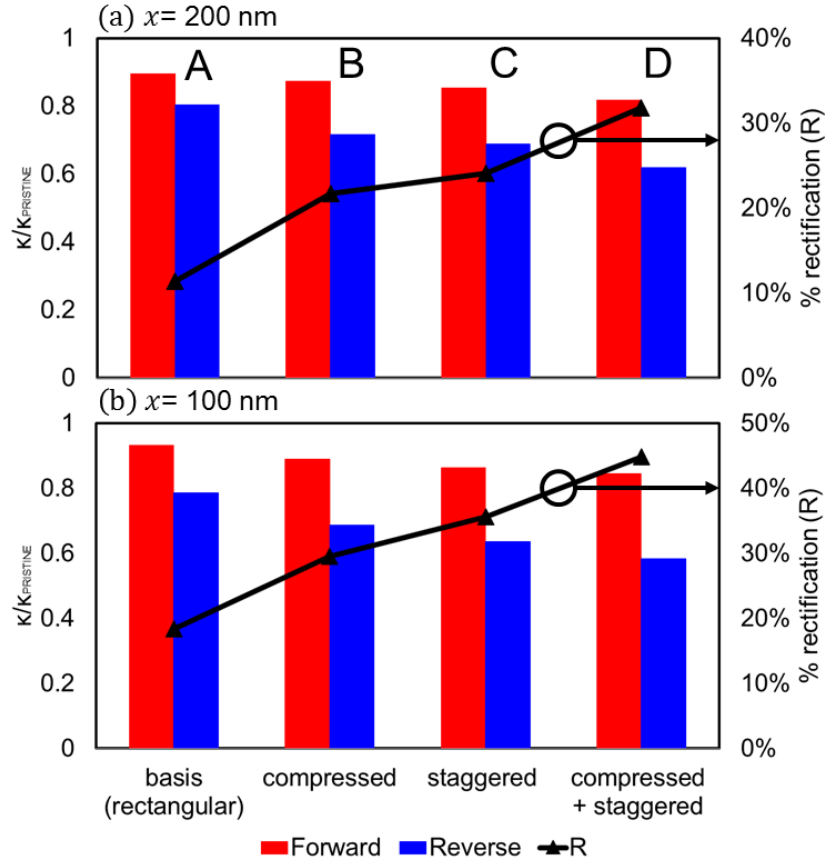 (a) x= 200 nm
1
0.8
0.6
0.4
0.2
0
κ/κPRISTINE
A B C D
40%
30%
20%
10%
0%
% rectification (R)
(b) x= 100 nm
1
0.8
0.6
0.4
0.2
0
κ/κPRISTINE
50%
40%
30%
20%
10%
0%
% rectification (R)
basis
(rectangular)
compressed
staggered
compressed
+ staggered
Forward Reverse R